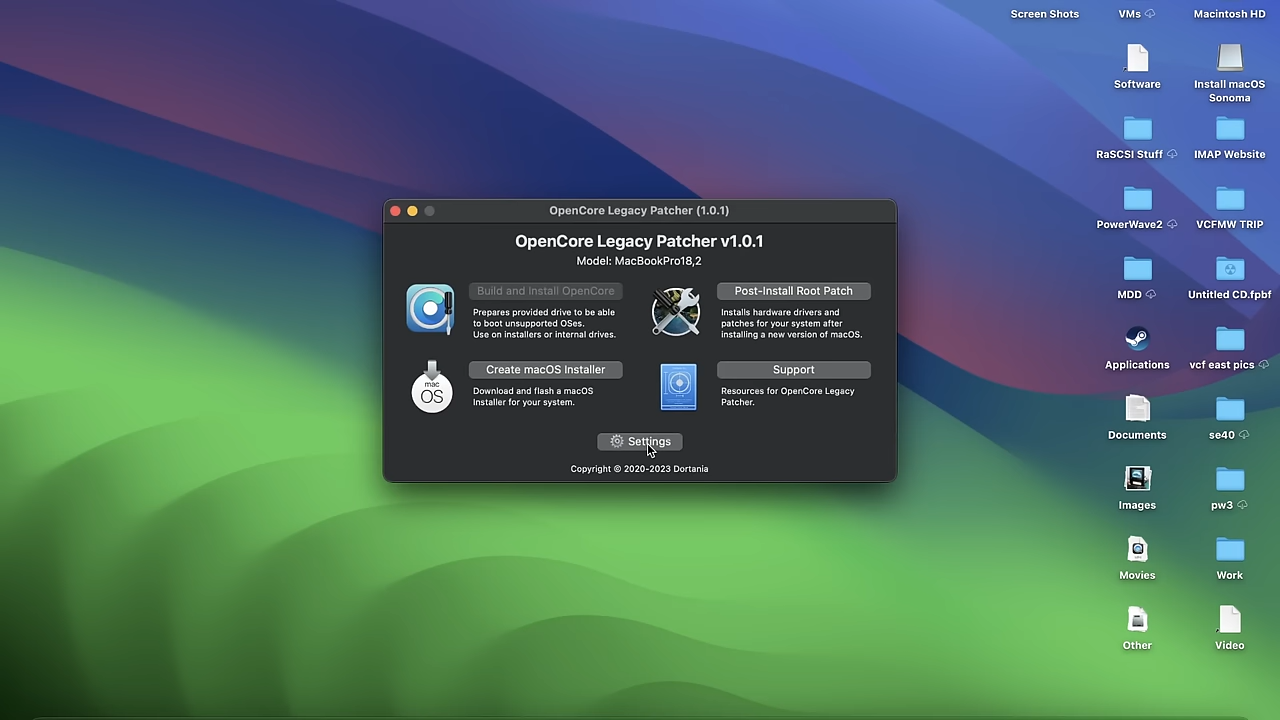 Screen Shots
VMs
Macintosh HD
Software
Install macOS
Sonoma
RaSCSI Stuff
IMAP Website
PowerWave2
VCFMW TRIP
MDD
Untitled CD.fpbf
Applications
vcf east pics
Documents
se40
Images
pw3
Movies
Work
Other
Video
OpenCore Legacy Patcher (1.0.1)
OpenCore Legacy Patcher v1.0.1
Model: MacBookPro18,2
Build and Install OpenCore
Prepares provided drive to be able
to boot unsupported OSes.
Use on installers or internal drives.
Post-Install Root Patch
Installs hardware drivers and
patches for your system after
installing a new version of macOS.
mac
OS
Create macOS Installer
Download and flash a macOS
Installer for your system.
Support
Resources for OpenCore Legacy
Patcher.
Settings
Copyright © 2020-2023 Dortania